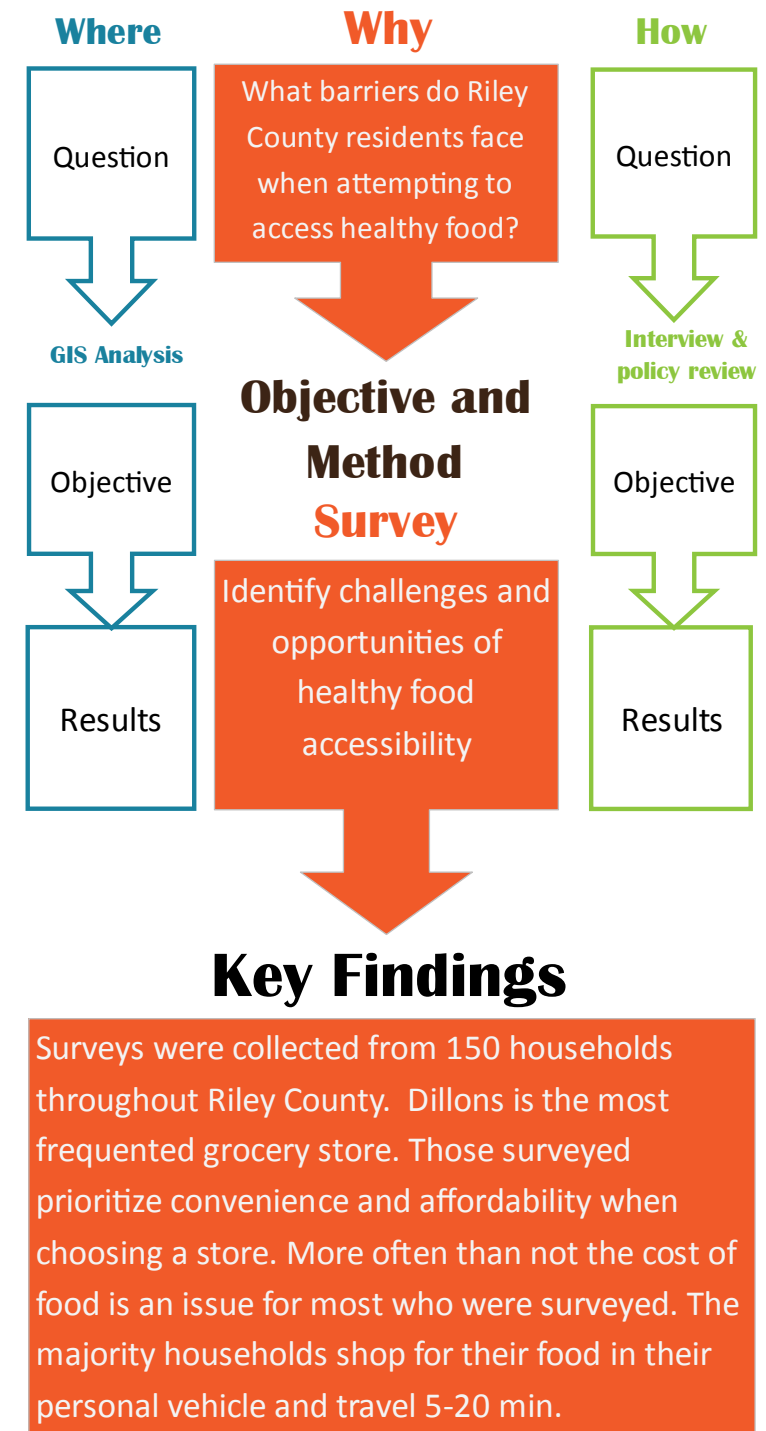 Where
Why
How
Question
What barriers do Riley
County residents face
when attempting to
access healthy food?
Question
GIS Analysis
Interview &
policy review
Objective and
Method
Survey
Objective
Objective
Identify challenges and
opportunities of
healthy food
accessibility
Results
Results
Key Findings
Surveys were collected from 150 households
throughout Riley County.  Dillons is the most
frequented grocery store. Those surveyed
prioritize convenience and affordability when
choosing a store. More often than not the cost of
food is an issue for most who were surveyed. The
majority households shop for their food in their
personal vehicle and travel 5-20 min.